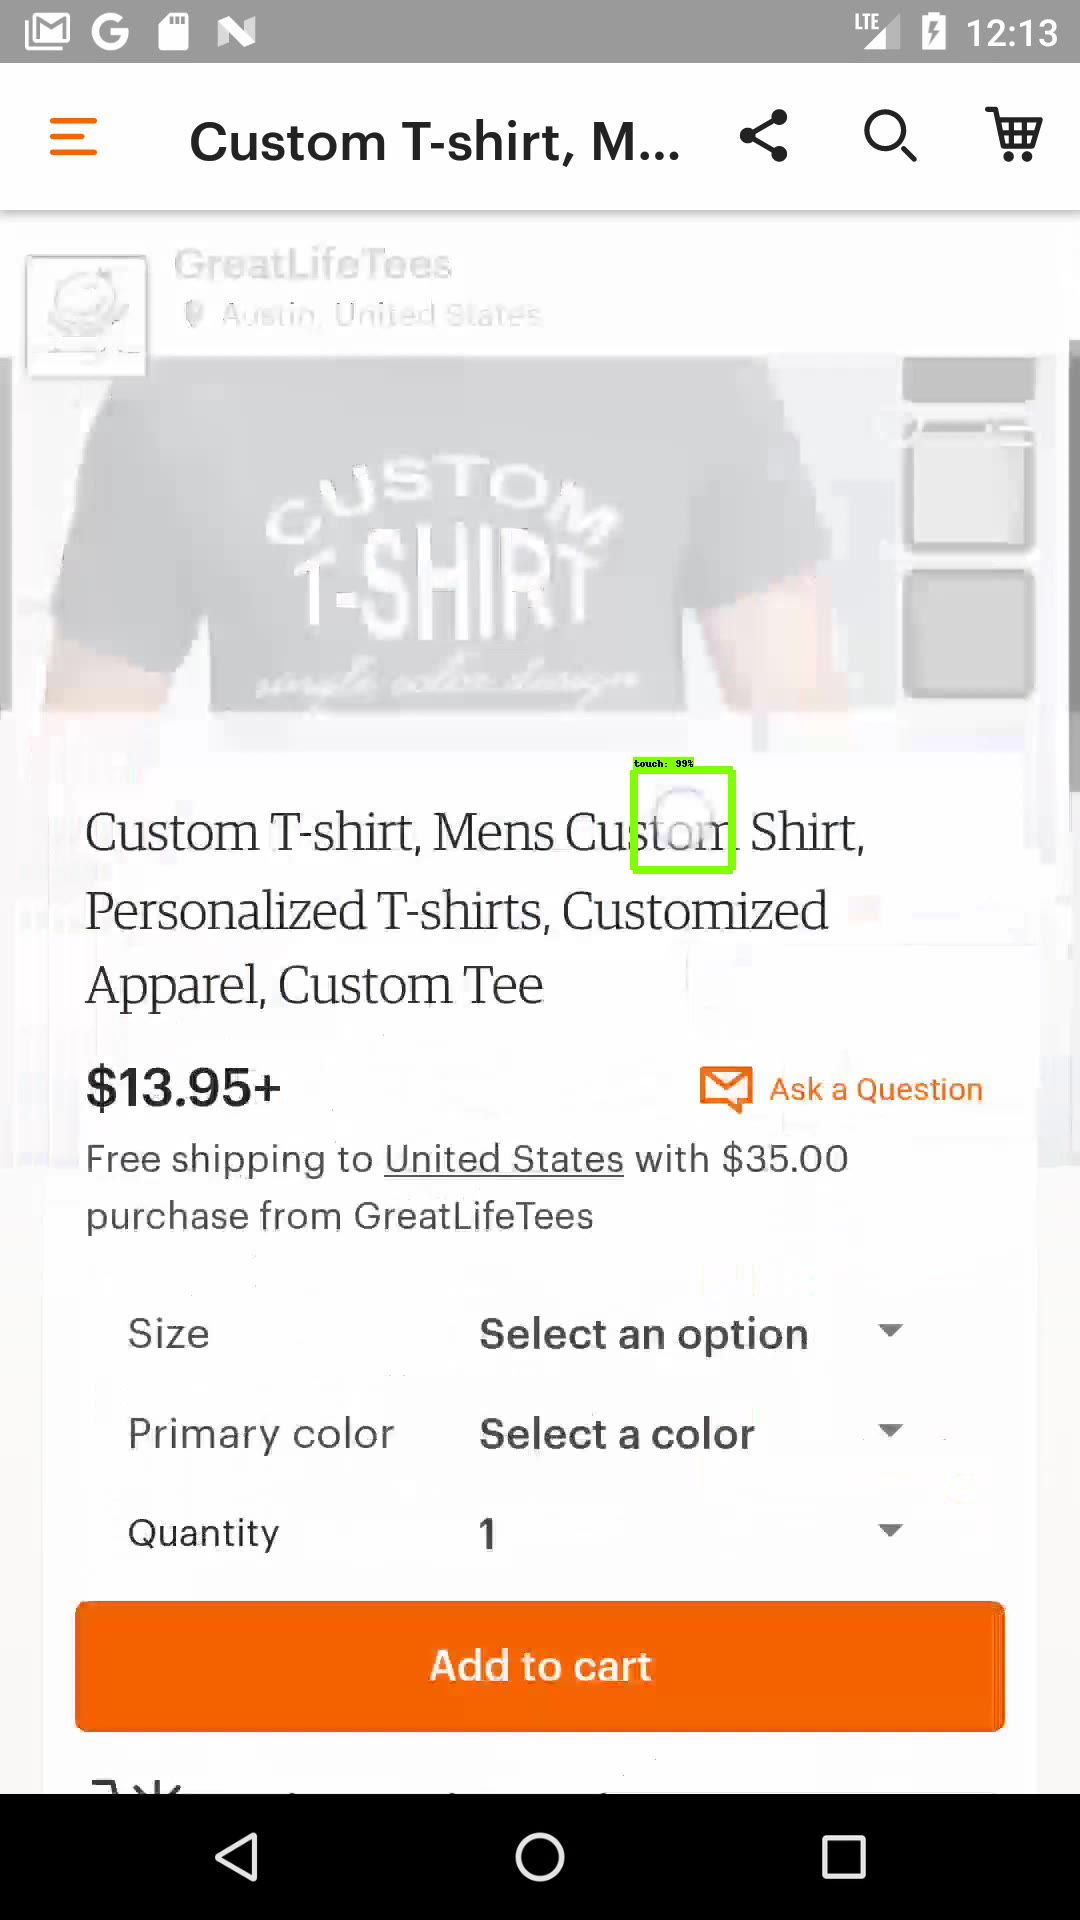 LTE 12:13
Custom T-shirt, M...
GreatLifeTees
Austin, United States
CUSTOM
T-SHIRT
single color design
touch: 99%
Custom T-shirt, Mens Custom Shirt,
Personalized T-shirts, Customized
Apparel, Custom Tee
$13.95+
Ask a Question
Free shipping to United States with $35.00
purchase from GreatLifeTees
Size Select an option
Primary color Select a color
Quantity 1
Add to cart